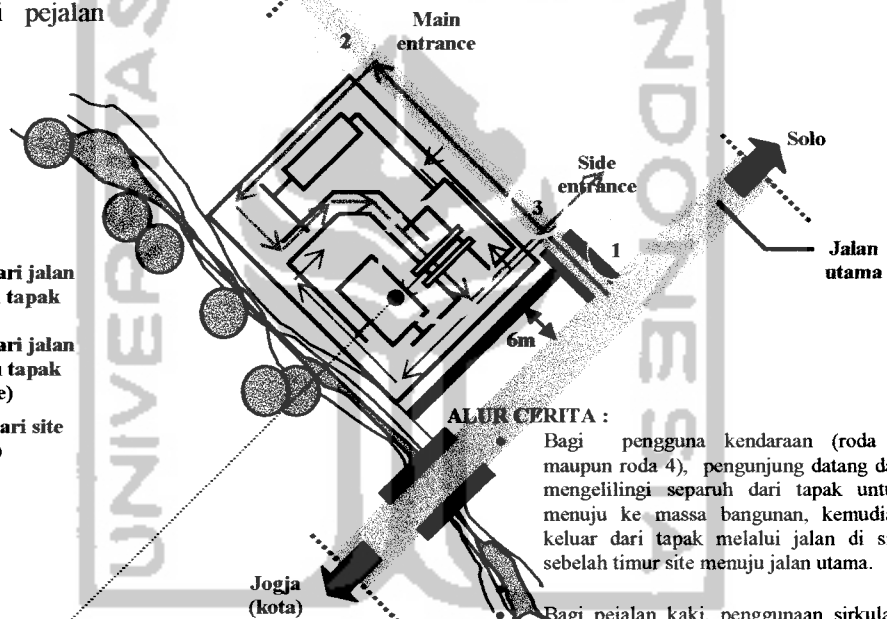 i pejalan
Main
entrance
2
Solo
Side
entrance
3
1
Jalan
utama
ari jalan
tapak
6m
ari jalan
u tapak
e)
ari site
)
ALUR CERITA :
• Bagi pengguna kendaraan (roda
maupun roda 4), pengunjung datang da
mengelilingi separuh dari tapak untu
menuju ke massa bangunan, kemudia
keluar dari tapak melalui jalan di s
sebelah timur site menuju jalan utama.
Jogja
(kota)
• Bagi pejalan kaki, penggunaan sirkula
UNIVERSITAS
INDONESIA